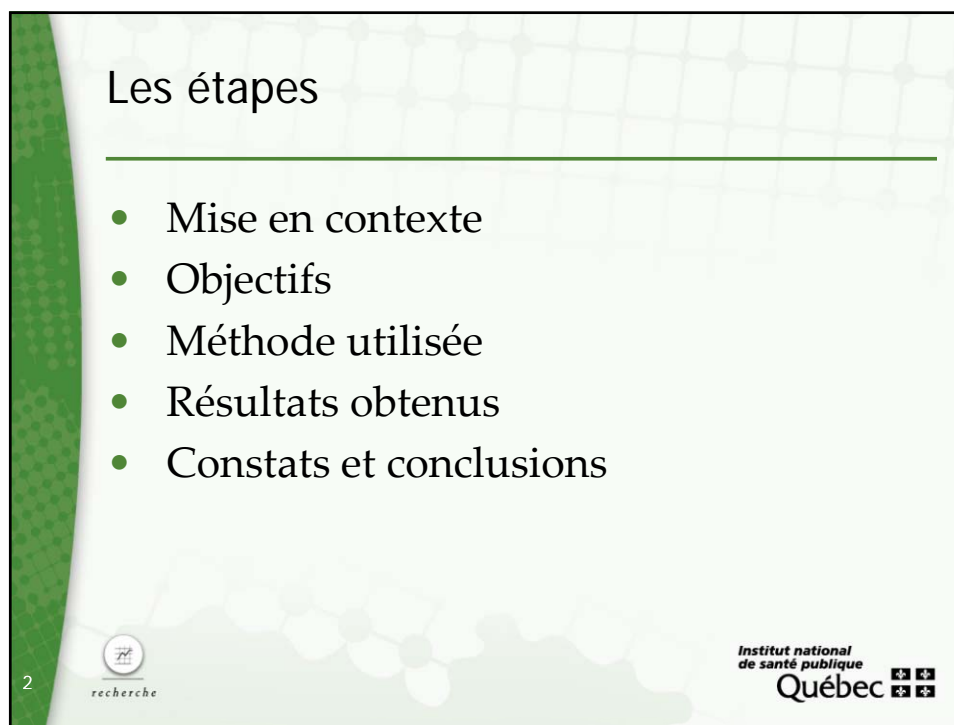 Les étapes
• Mise en contexte
• Objectifs
• Méthode utilisée
• Résultats obtenus
• Constats et conclusions
2
recherche
Institut national
de santé publique
Québec